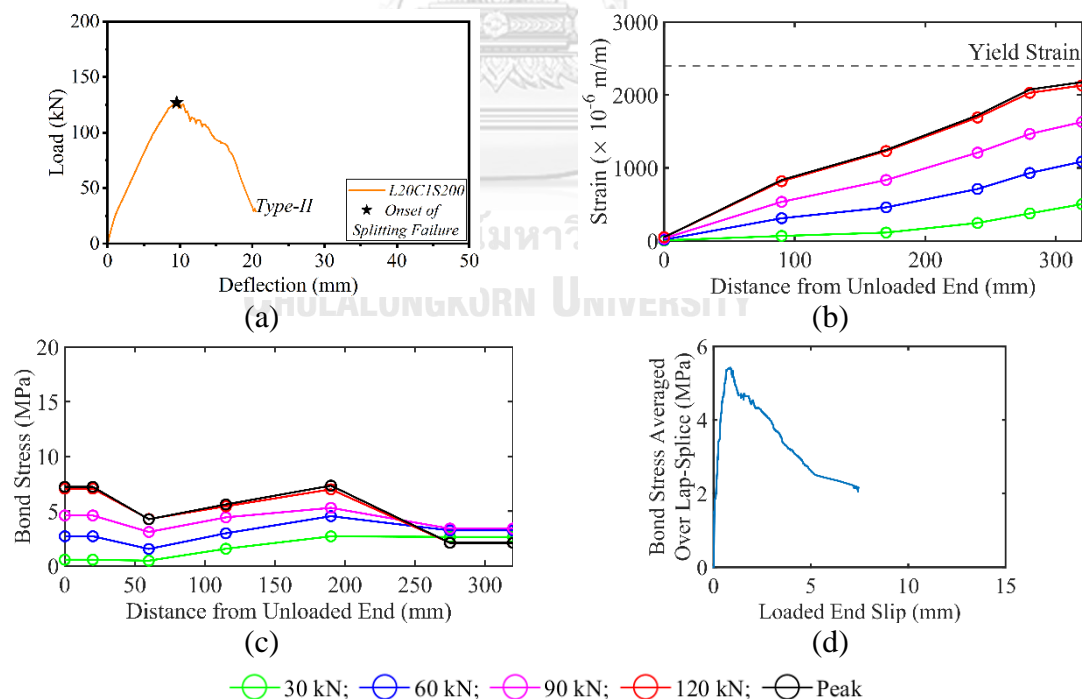 (a)
200
150
100
50
0
Load (kN)
L20C1S200
★ Onset of
Splitting Failure
Type-II
0 10 20 30 40 50
Deflection (mm)
(b)
3000
2000
1000
0
Strain (× 10⁻⁶ m/m)
Yield Strain
0 100 200 300
Distance from Unloaded End (mm)
CHULALONGKORN UNIVERSITY
(c)
20
15
10
5
0
Bond Stress (MPa)
0 50 100 150 200 250 300
Distance from Unloaded End (mm)
(d)
6
4
2
0
Bond Stress Averaged
Over Lap-Splice (MPa)
0 5 10 15
Loaded End Slip (mm)
30 kN; 60 kN; 90 kN; 120 kN; Peak